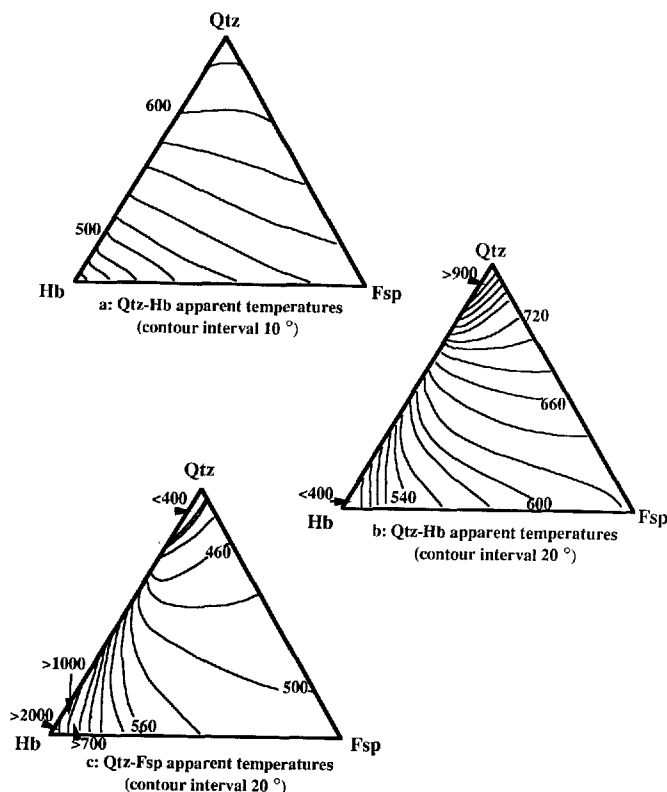 Qtz
600
500
Hb
Fsp
a: Qtz-Hb apparent temperatures
(contour interval 10 °)
Qtz
>900
720
660
<400
540
600
Hb
Fsp
b: Qtz-Hb apparent temperatures
(contour interval 20 °)
Qtz
<400
460
>1000
500
>2000
560
Hb
>700
Fsp
c: Qtz-Fsp apparent temperatures
(contour interval 20 °)